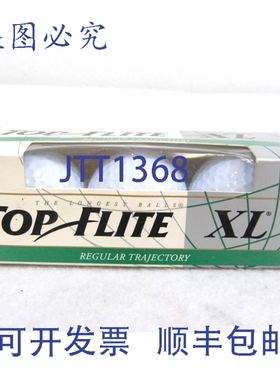 图必究
JTT1368
THE LONGEST BALLS®
TOP-FLITE XL®
REGULAR TRAJECTORY
可开发票 顺丰包邮